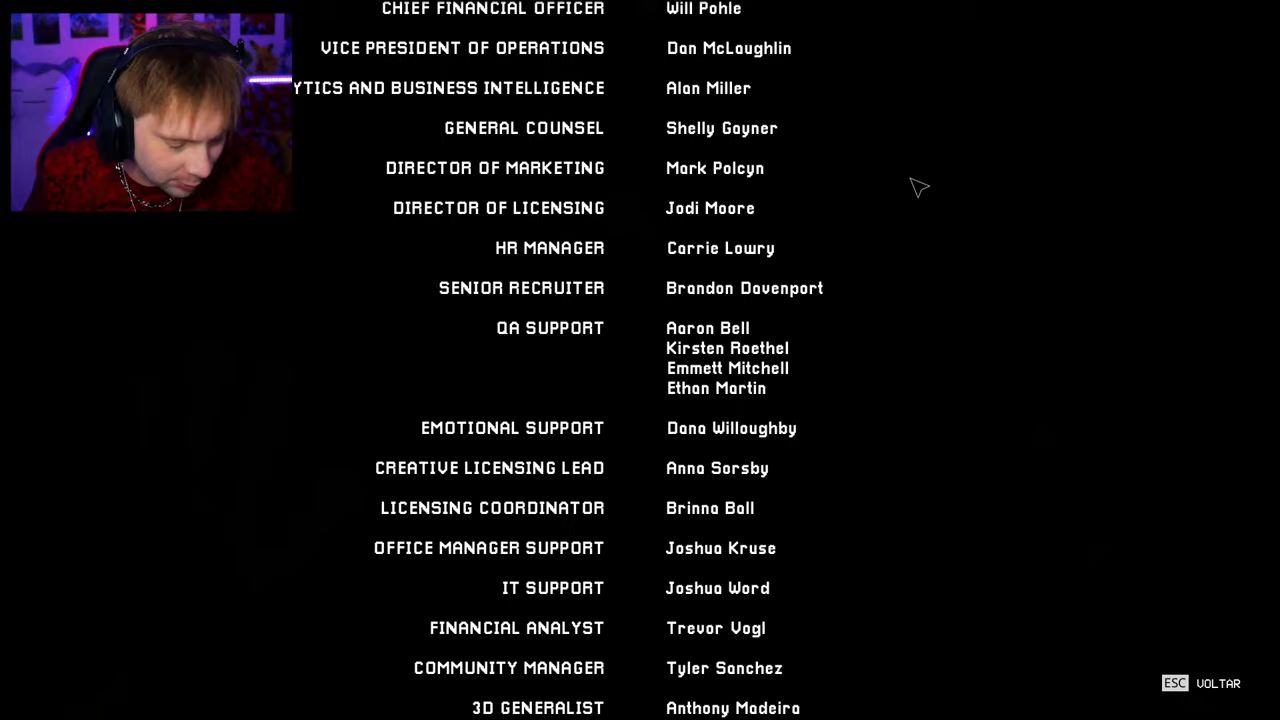 CHIEF FINANCIAL OFFICER Will Pohle
VICE PRESIDENT OF OPERATIONS Dan McLaughlin
YTICS AND BUSINESS INTELLIGENCE Alan Miller
GENERAL COUNSEL Shelly Gayner
DIRECTOR OF MARKETING Mark Polcyn
DIRECTOR OF LICENSING Jodi Moore
HR MANAGER Carrie Lowry
SENIOR RECRUITER Brandon Davenport
QA SUPPORT Aaron Bell
Kirsten Roethel
Emmett Mitchell
Ethan Martin
EMOTIONAL SUPPORT Dana Willoughby
CREATIVE LICENSING LEAD Anna Sorsby
LICENSING COORDINATOR Brinna Ball
OFFICE MANAGER SUPPORT Joshua Kruse
IT SUPPORT Joshua Word
FINANCIAL ANALYST Trevor Vogl
COMMUNITY MANAGER Tyler Sanchez
ESC VOLTAR
3D GENERALIST Anthony Madeira